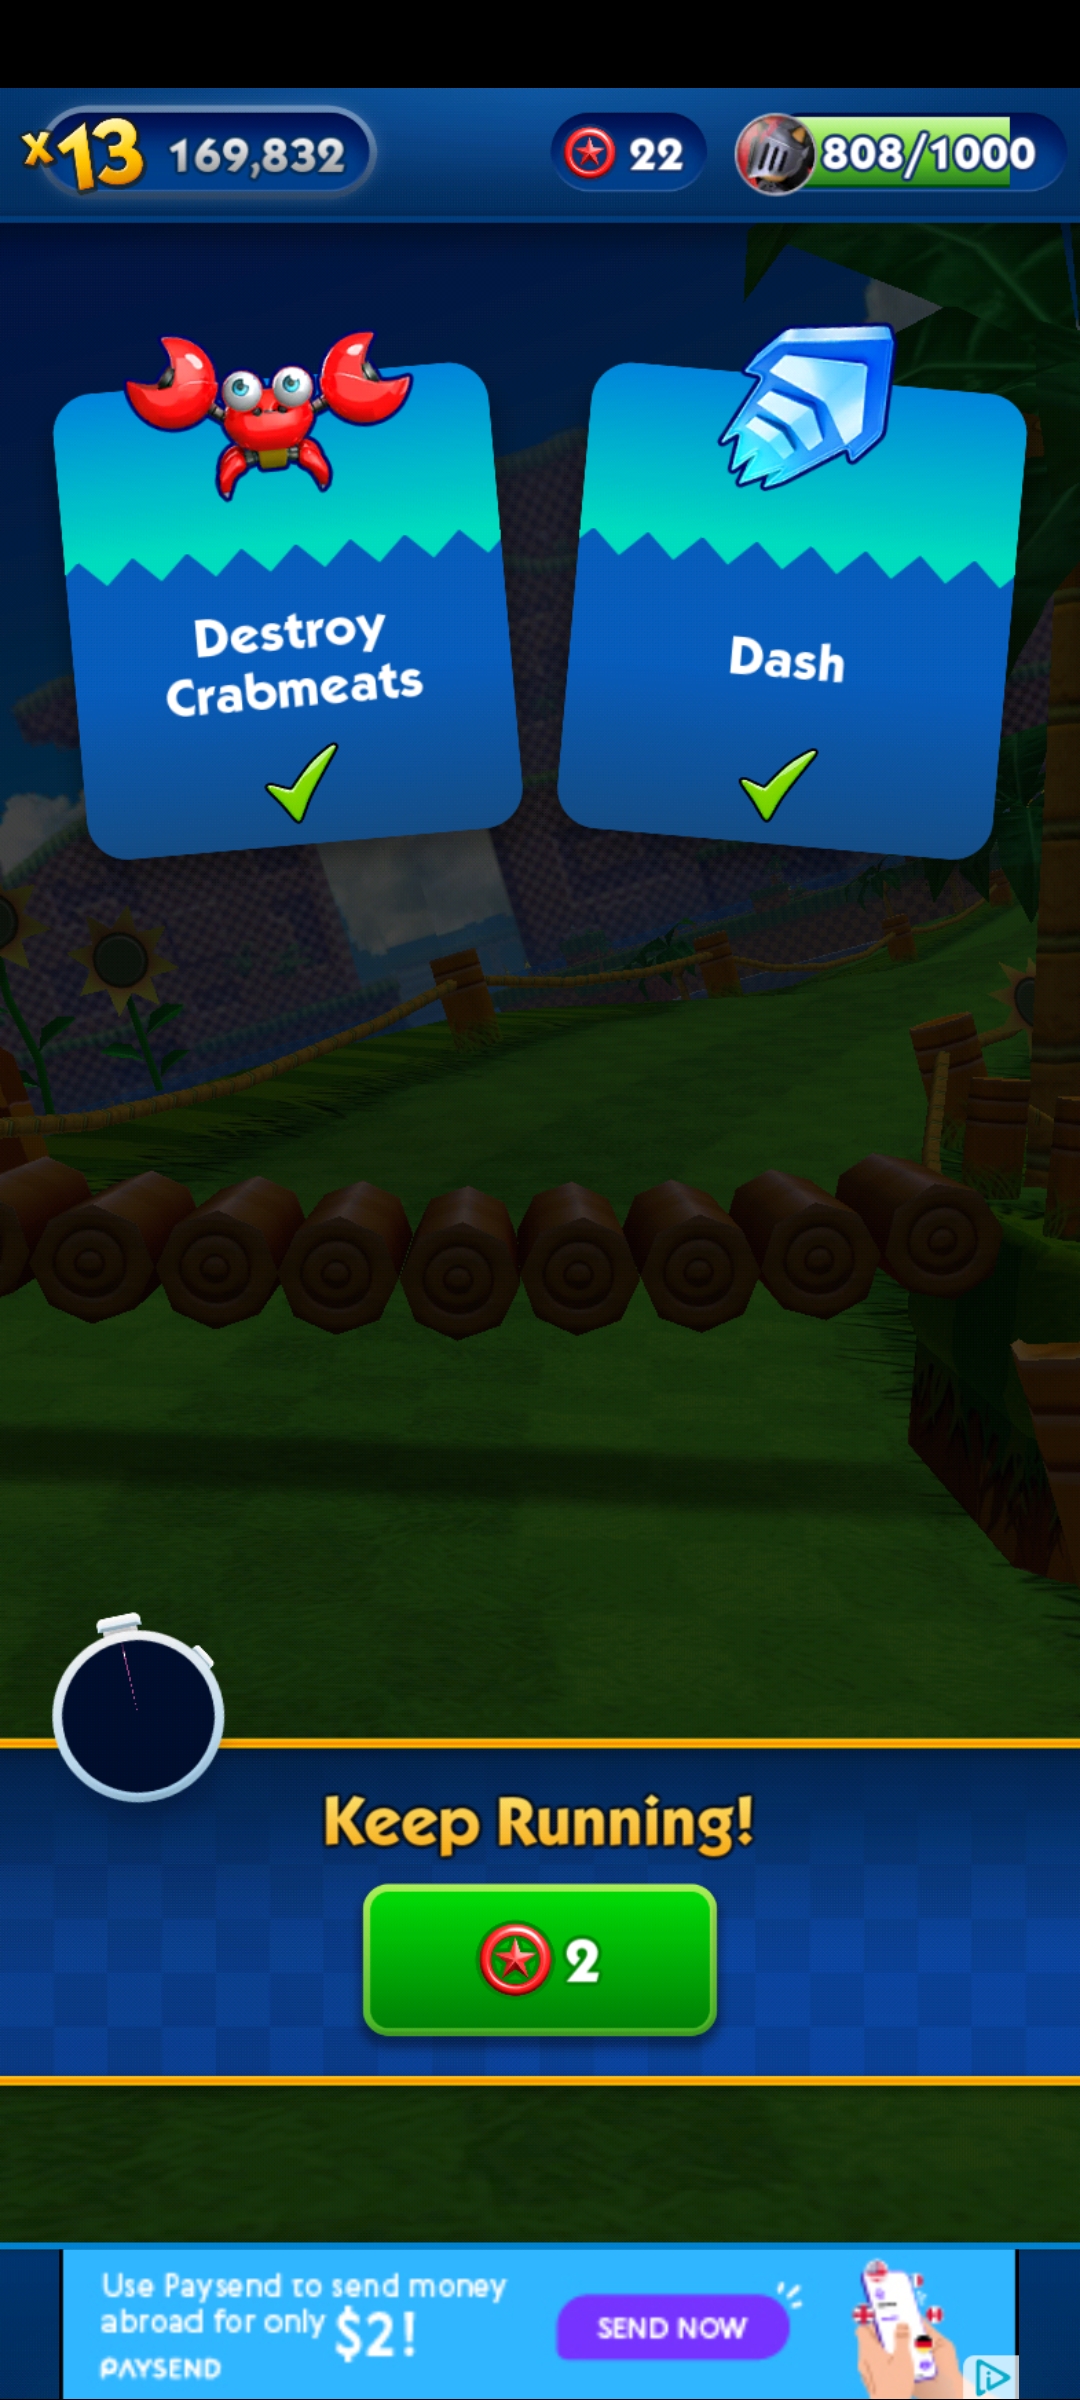 x13 169,832
22
808/1000
Destroy
Crabmeats
Dash
Keep Running!
2
Use Paysend to send money
abroad for only $2!
PAYSEND
SEND NOW